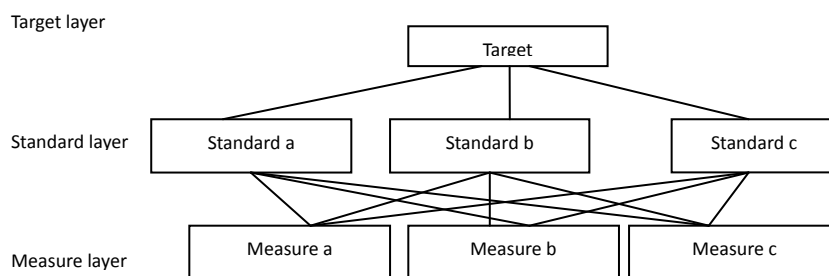 Target layer
Target
Standard layer
Standard a
Standard b
Standard c
Measure layer
Measure a
Measure b
Measure c